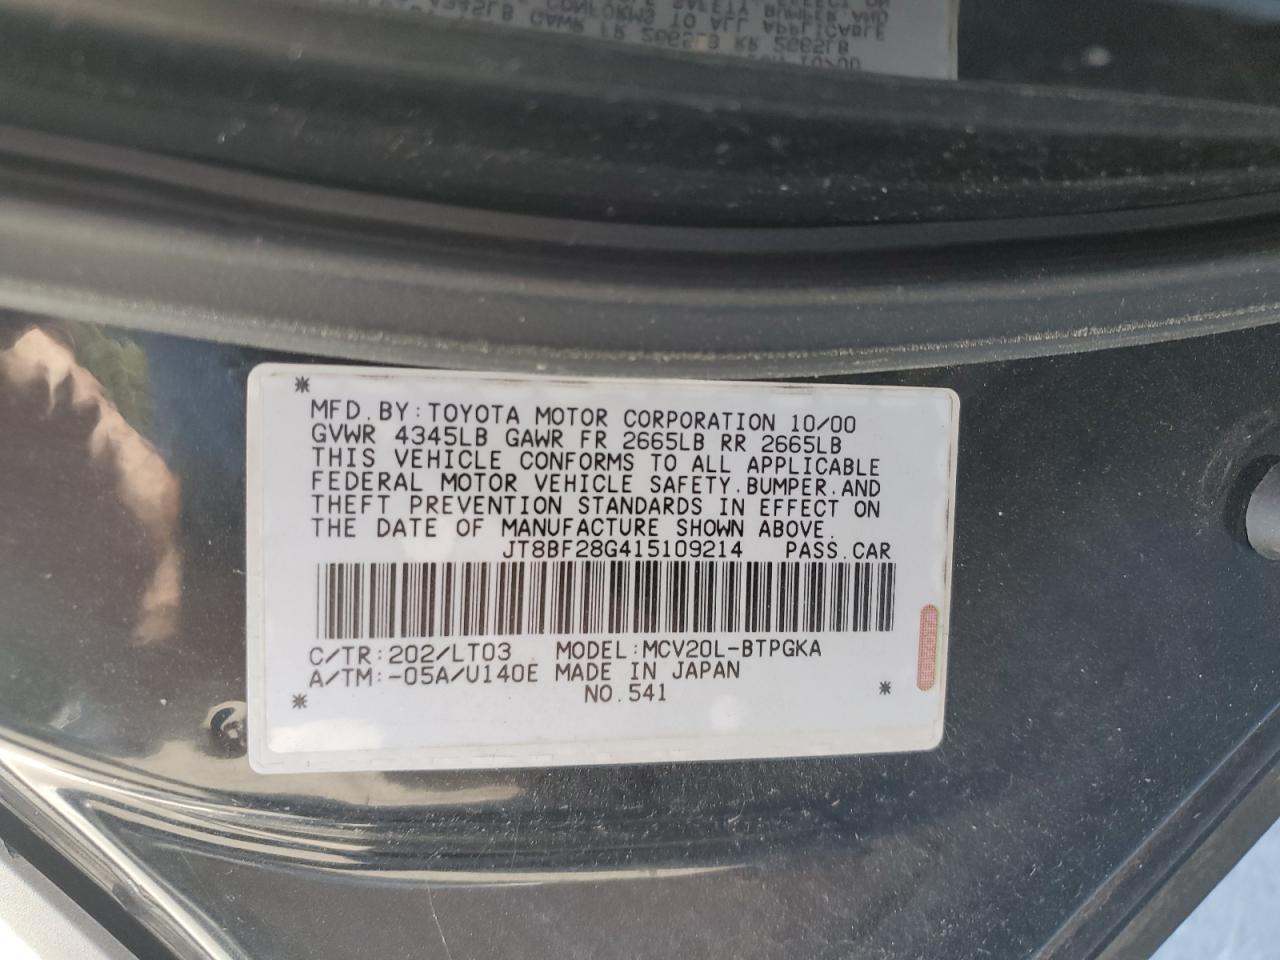 MFD. BY: TOYOTA MOTOR CORPORATION 10/00
GVWR 4345LB GAWR FR 2665LB RR 2665LB
THIS VEHICLE CONFORMS TO ALL APPLICABLE
FEDERAL MOTOR VEHICLE SAFETY. BUMPER. AND
THEFT PREVENTION STANDARDS IN EFFECT ON
THE DATE OF MANUFACTURE SHOWN ABOVE.
JT8BF28G415109214 PASS. CAR
C/TR: 202/LT03 MODEL: MCV20L-BTPGKA
A/TM: -05A/U140E MADE IN JAPAN
NO. 541